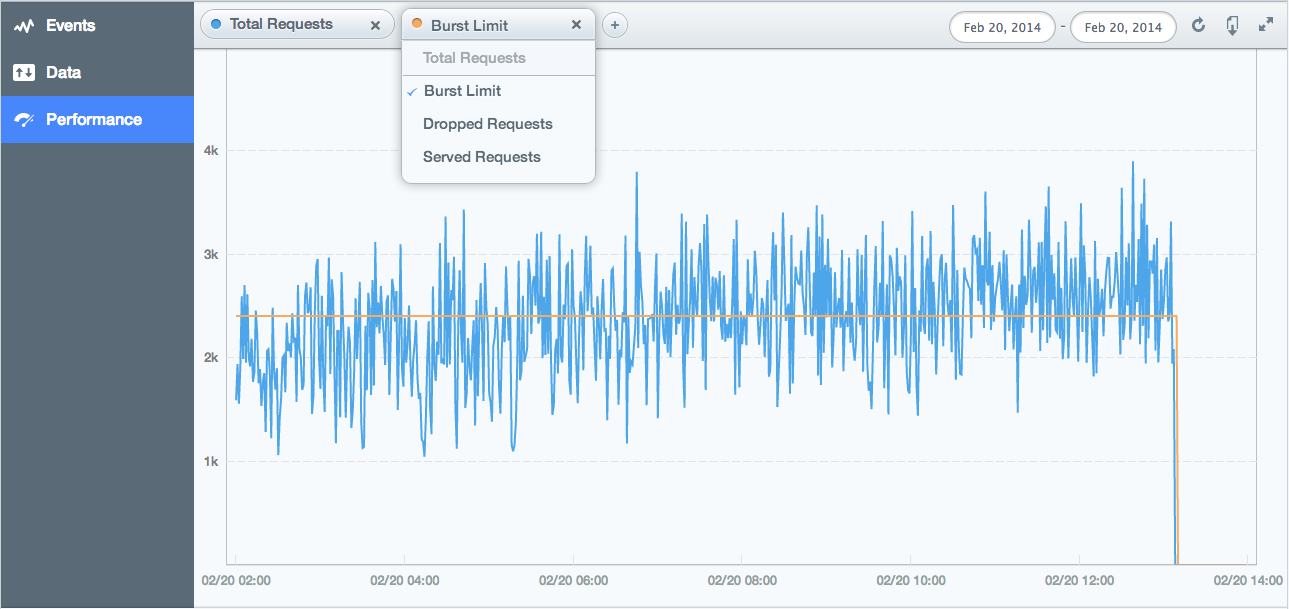 Events
Data
Performance
Total Requests
Burst Limit
Total Requests
Burst Limit
Dropped Requests
Served Requests
Feb 20, 2014 - Feb 20, 2014
4k
3k
2k
1k
02/20 02:00 02/20 04:00 02/20 06:00 02/20 08:00 02/20 10:00 02/20 12:00 02/20 14:00